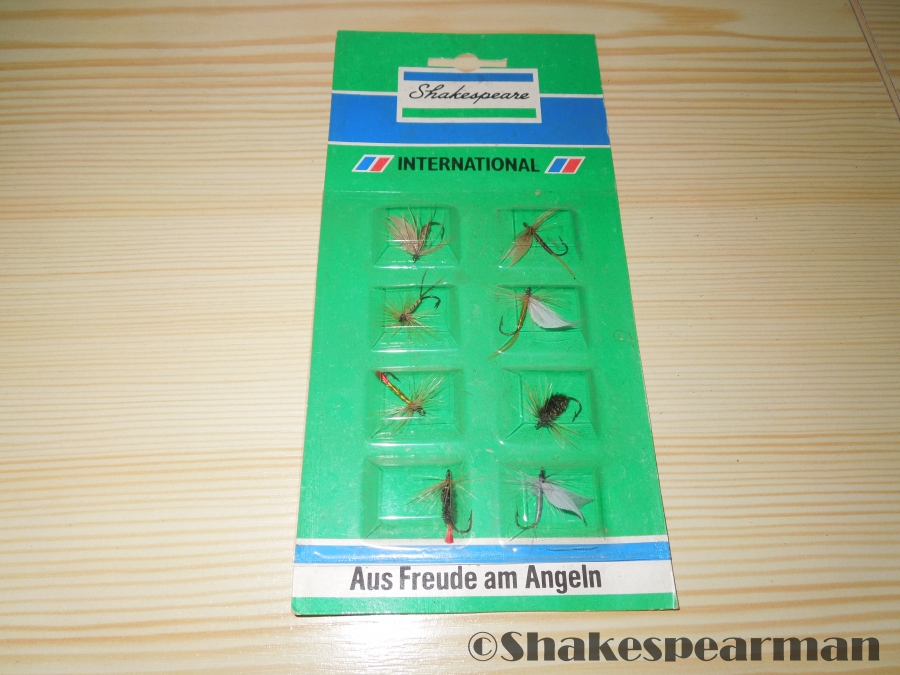 Shakespeare
INTERNATIONAL
Aus Freude am Angeln
©Shakespearman